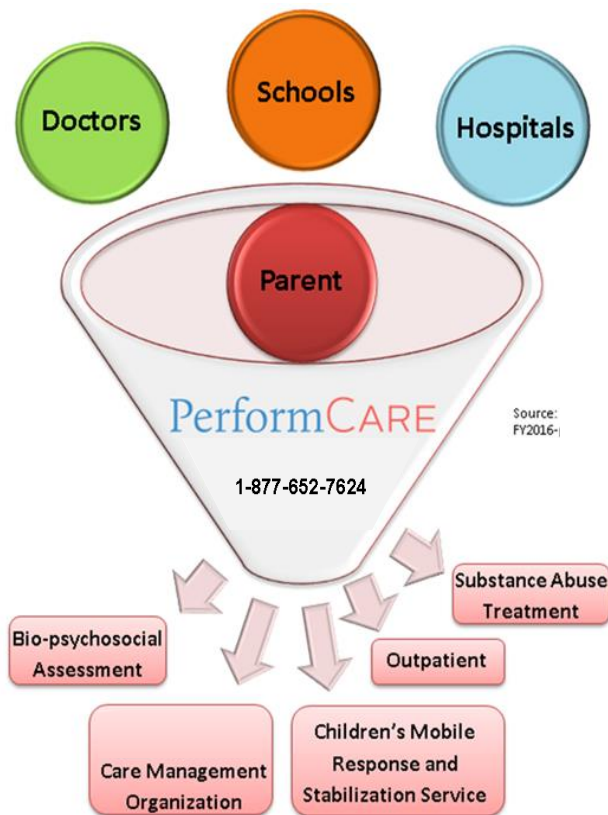 Schools
Doctors
Hospitals
Parent
PerformCARE
Source:
FY2016-
1-877-652-7624
Substance Abuse
Treatment
Bio-psychosocial
Assessment
Outpatient
Children's Mobile
Response and
Stabilization Service
Care Management
Organization